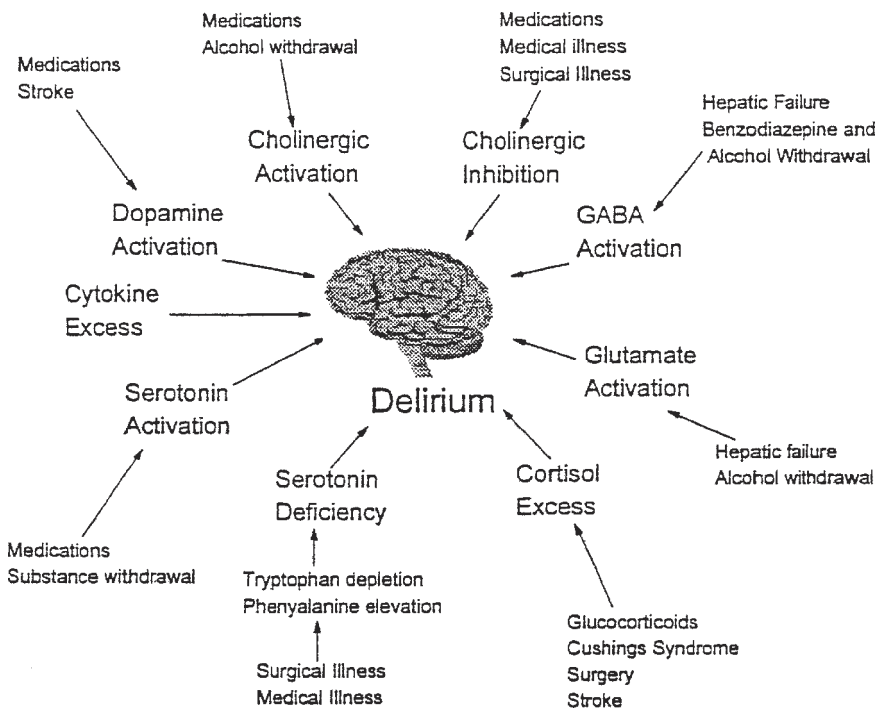 Medications
Alcohol withdrawal
Medications
Medical illness
Surgical Illness
Medications
Stroke
Hepatic Failure
Benzodiazepine and
Alcohol Withdrawal
Cholinergic
Activation
Cholinergic
Inhibition
Dopamine
Activation
GABA
Activation
Cytokine
Excess
Glutamate
Activation
Serotonin
Activation
Delirium
Hepatic failure
Alcohol withdrawal
Serotonin
Deficiency
Cortisol
Excess
Medications
Substance withdrawal
Tryptophan depletion
Phenyalanine elevation
Glucocorticoids
Cushings Syndrome
Surgery
Stroke
Surgical Illness
Medical Illness